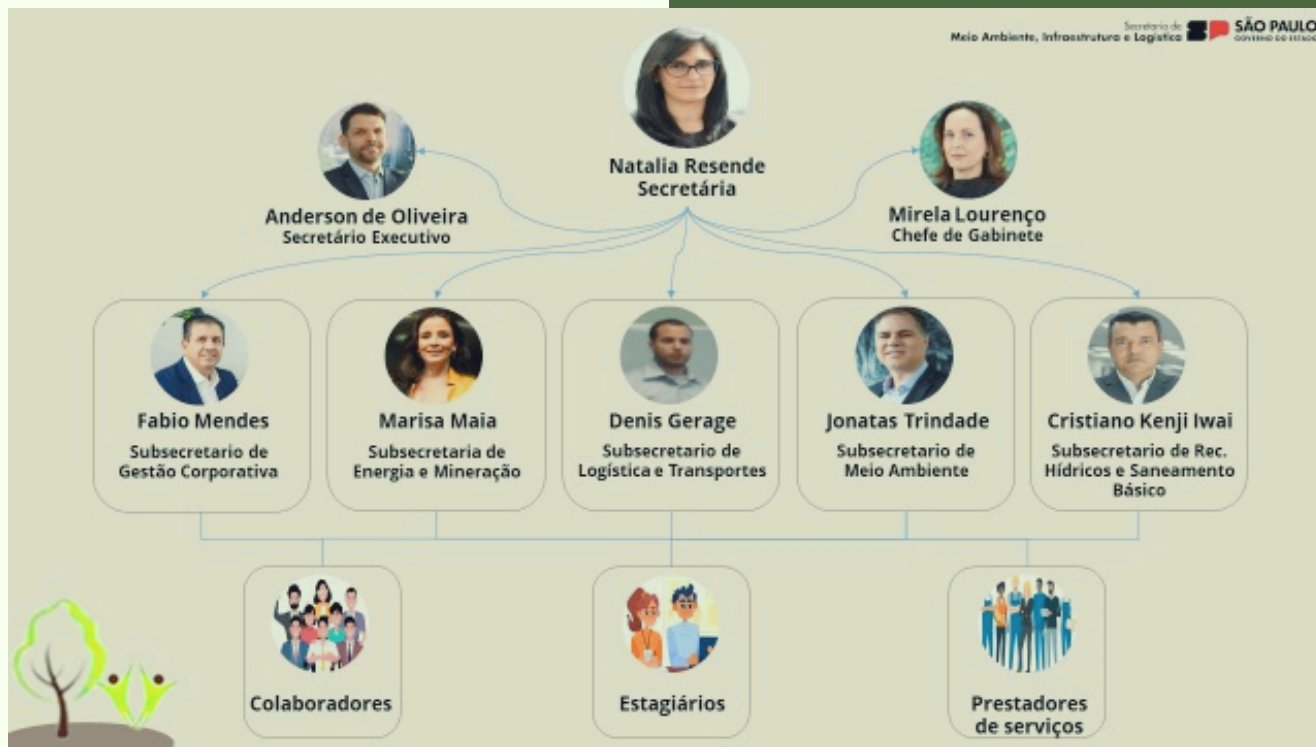 Secretaria de
Meio Ambiente, Infraestrutura e Logística
SÃO PAULO
GOVERNO DO ESTADO
Natalia Resende
Secretária
Anderson de Oliveira
Secretário Executivo
Mirela Lourenço
Chefe de Gabinete
Fabio Mendes
Subsecretario de
Gestão Corporativa
Marisa Maia
Subsecretaria de
Energia e Mineração
Denis Gerage
Subsecretario de
Logística e Transportes
Jonatas Trindade
Subsecretario de
Meio Ambiente
Cristiano Kenji Iwai
Subsecretario de Rec.
Hídricos e Saneamento
Básico
Colaboradores
Estagiários
Prestadores
de serviços